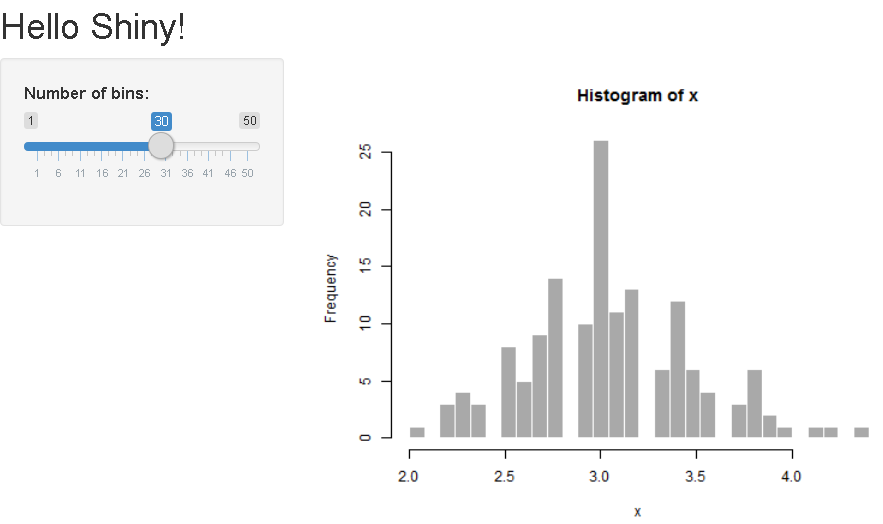 Hello Shiny!
Number of bins:
1 30 50
1 6 11 16 21 26 31 36 41 46 50
Histogram of x
25
20
15
10
5
0
Frequency
2.0 2.5 3.0 3.5 4.0
x